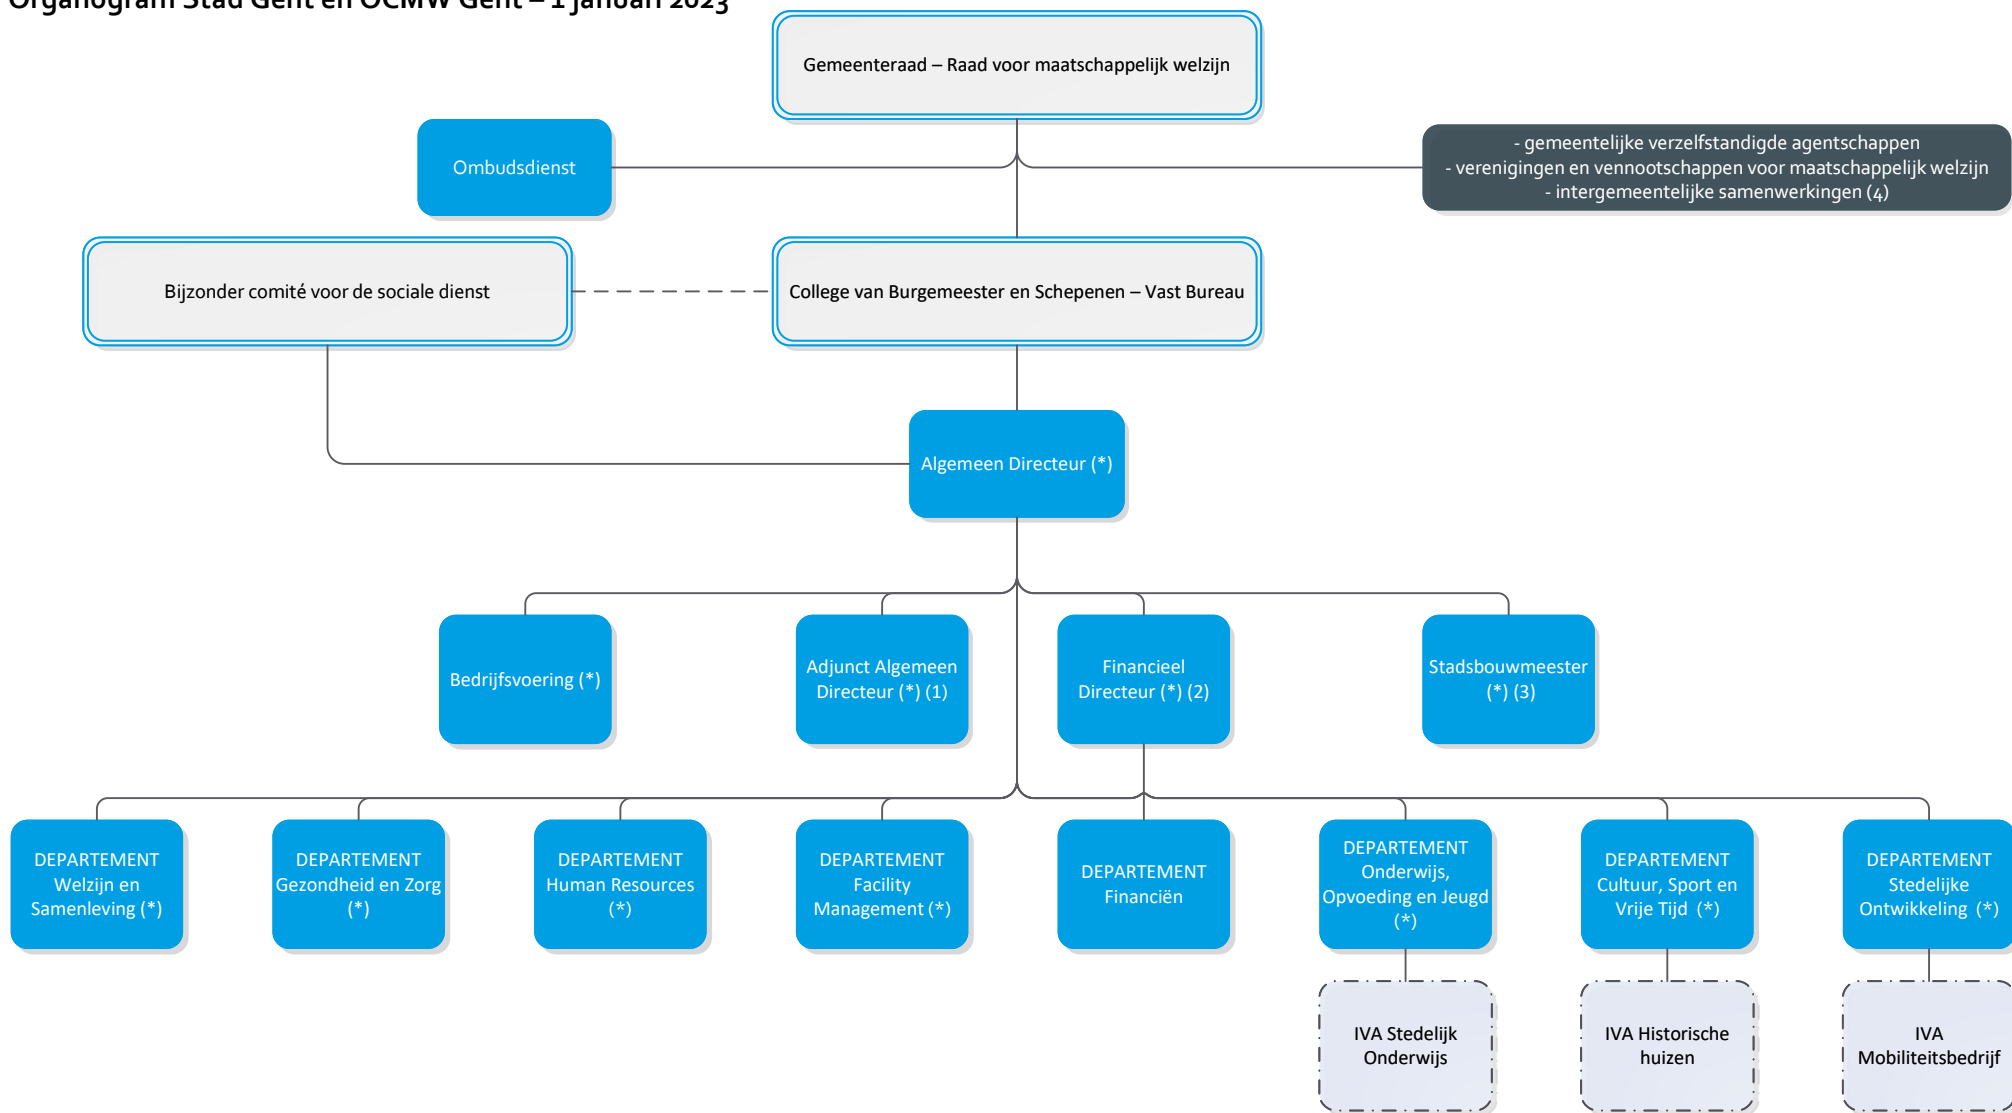 Organogram Stad Gent en OCMW Gent – 1 januari 2023
Gemeenteraad – Raad voor maatschappelijk welzijn
Ombudsdienst
- gemeentelijke verzelfstandigde agentschappen
- verenigingen en vennootschappen voor maatschappelijk welzijn
- intergemeentelijke samenwerkingen (4)
Bijzonder comité voor de sociale dienst
College van Burgemeester en Schepenen – Vast Bureau
Algemeen Directeur (*)
Bedrijfsvoering (*)
Adjunct Algemeen
Directeur (*) (1)
Financieel
Directeur (*) (2)
Stadsbouwmeester
(*) (3)
DEPARTEMENT
Welzijn en
Samenleving (*)
DEPARTEMENT
Gezondheid en Zorg
(*)
DEPARTEMENT
Human Resources
(*)
DEPARTEMENT
Facility
Management (*)
DEPARTEMENT
Financiën
DEPARTEMENT
Onderwijs,
Opvoeding en Jeugd
(*)
DEPARTEMENT
Cultuur, Sport en
Vrije Tijd (*)
DEPARTEMENT
Stedelijke
Ontwikkeling (*)
IVA Stedelijk
Onderwijs
IVA Historische
huizen
IVA
Mobiliteitsbedrijf